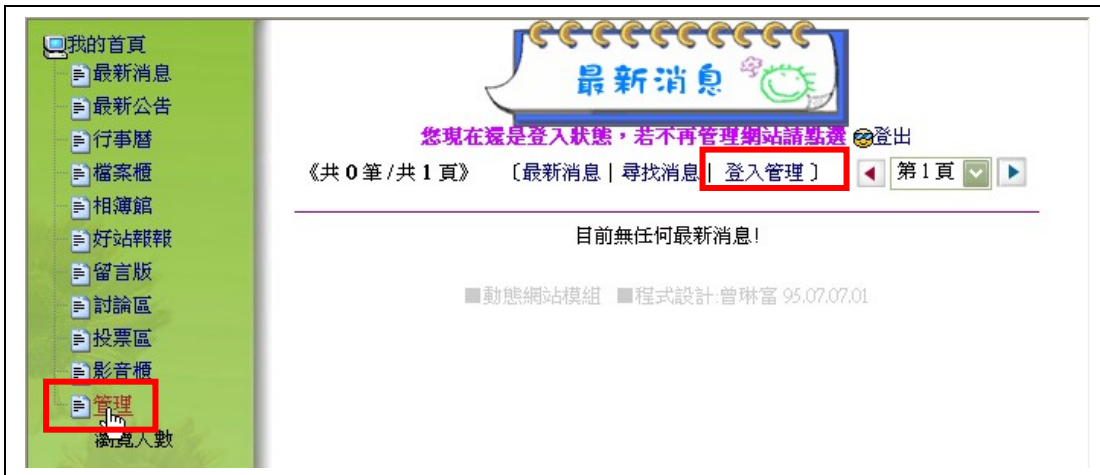 我的首頁
最新消息
最新公告
行事曆
檔案櫃
相簿館
好站報報
留言版
討論區
投票區
影音櫃
管理
瀏覽人數
最新消息
您現在還是登入狀態，若不再管理網站請點選 登出
《共 0 筆 /共 1 頁》 〔最新消息 | 尋找消息 | 登入管理 〕 第 1 頁
目前無任何最新消息!
■動態網站模組 ■程式設計:曾琳富 95.07.07.01